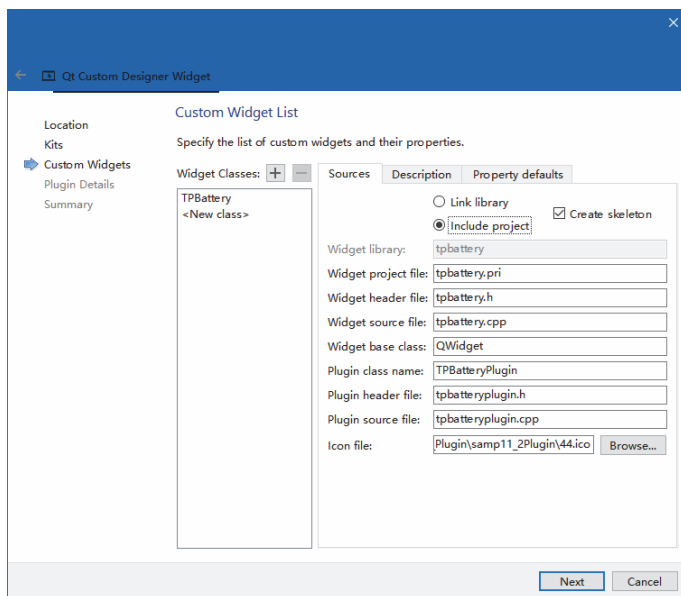 Qt Custom Designer Widget
Location
Kits
Custom Widgets
Plugin Details
Summary
Custom Widget List
Specify the list of custom widgets and their properties.
Widget Classes:
TPBattery
<New class>
Sources Description Property defaults
Link library
Include project
Create skeleton
Widget library: tpbattery
Widget project file: tpbattery.pri
Widget header file: tpbattery.h
Widget source file: tpbattery.cpp
Widget base class: QWidget
Plugin class name: TPBatteryPlugin
Plugin header file: tpbatteryplugin.h
Plugin source file: tpbatteryplugin.cpp
Icon file: Plugin\samp11_2Plugin\44.ico Browse...
Next Cancel